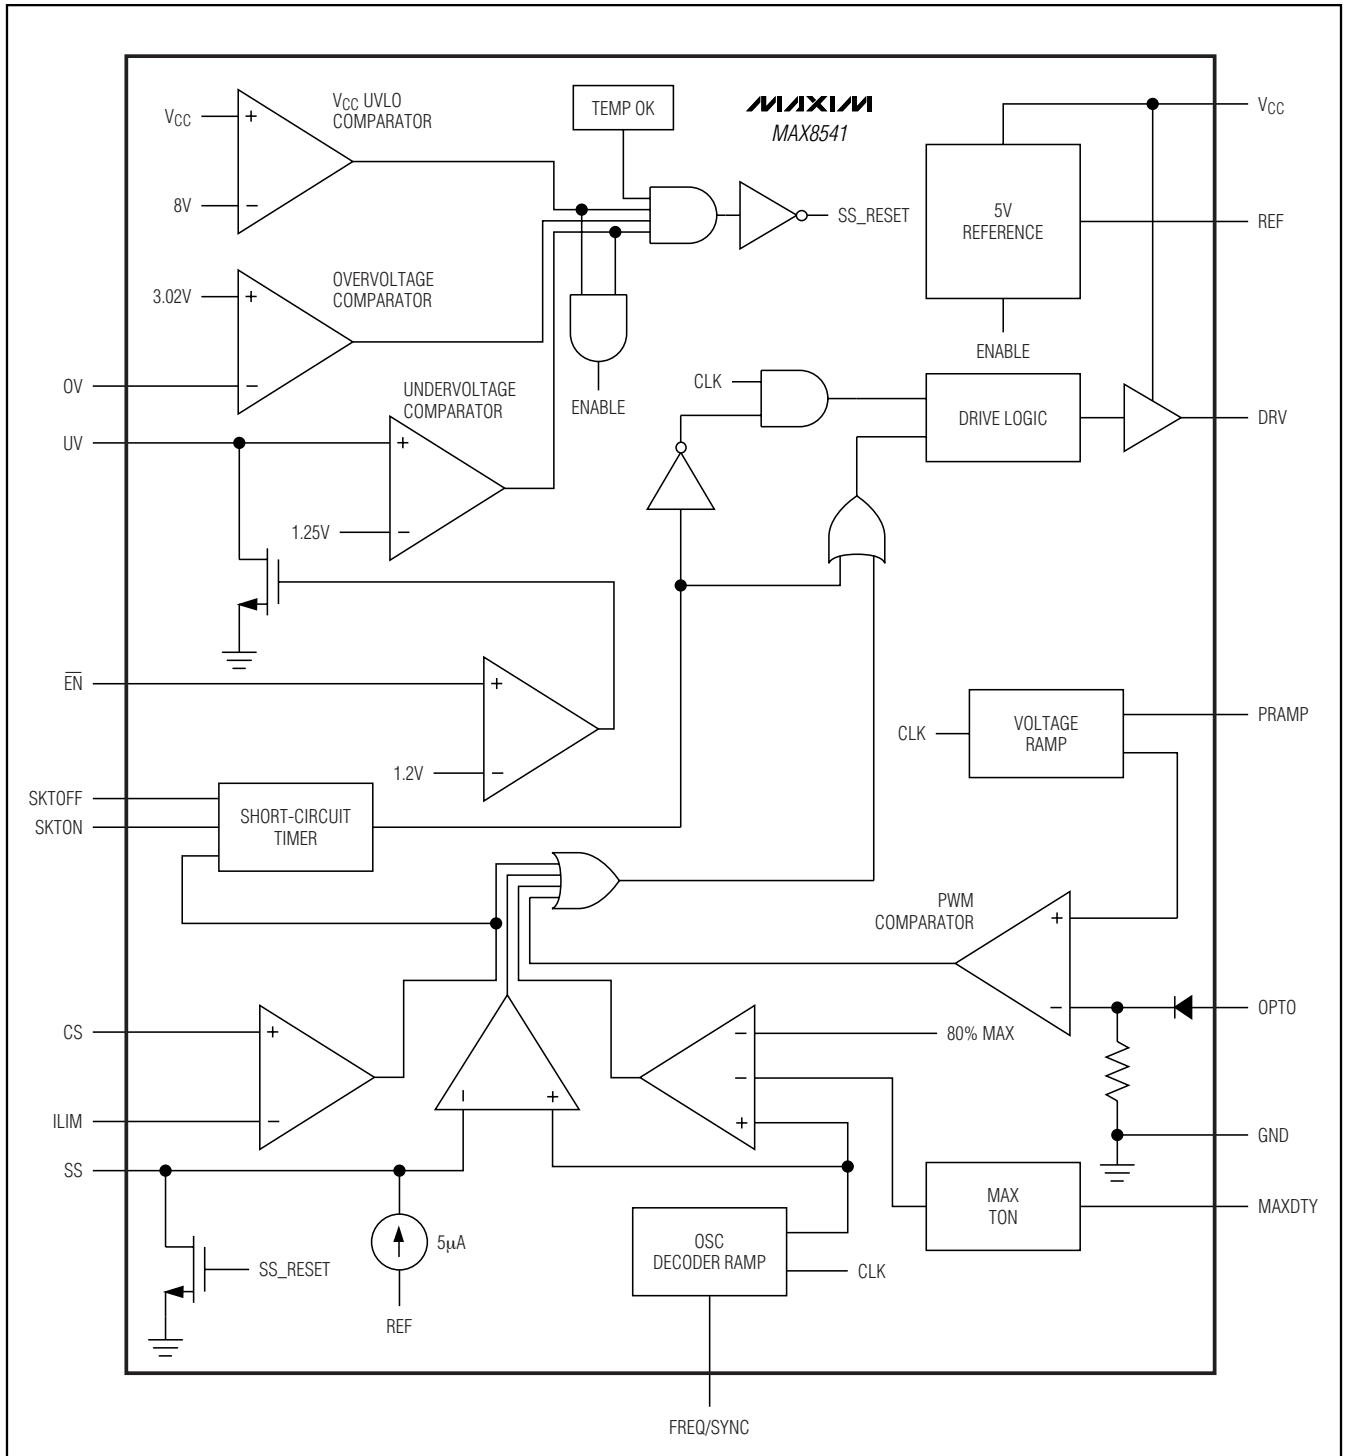 VCC UVLO
COMPARATOR
VCC
+
8V
−
TEMP OK
MAXIM
MAX8541
VCC
SS_RESET
5V
REFERENCE
REF
ENABLE
OVERVOLTAGE
COMPARATOR
3.02V
+
OV
−
ENABLE
UNDERVOLTAGE
COMPARATOR
UV
+
1.25V
−
CLK
DRIVE LOGIC
DRV
E̅N̅
+
1.2V
−
CLK
VOLTAGE
RAMP
PRAMP
SKTOFF
SKTON
SHORT-CIRCUIT
TIMER
PWM
COMPARATOR
+
−
OPTO
CS
+
ILIM
−
−
+
−
80% MAX
−
+
GND
SS
MAX
TON
MAXDTY
SS_RESET
5µA
REF
OSC
DECODER RAMP
CLK
FREQ/SYNC